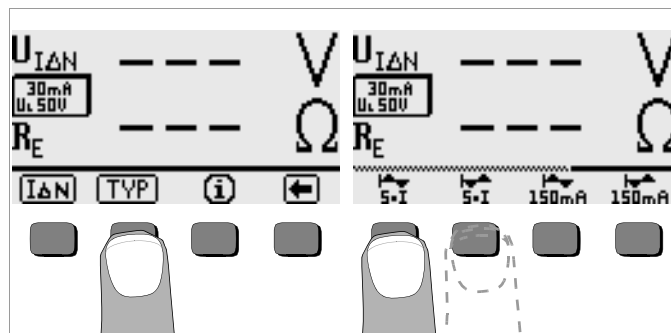 UIΔN --- V
30mA
UL 50V
RE --- Ω
IΔN TYP i
UIΔN --- V
30mA
UL 50V
RE --- Ω
5•I 5•I 150mA 150mA